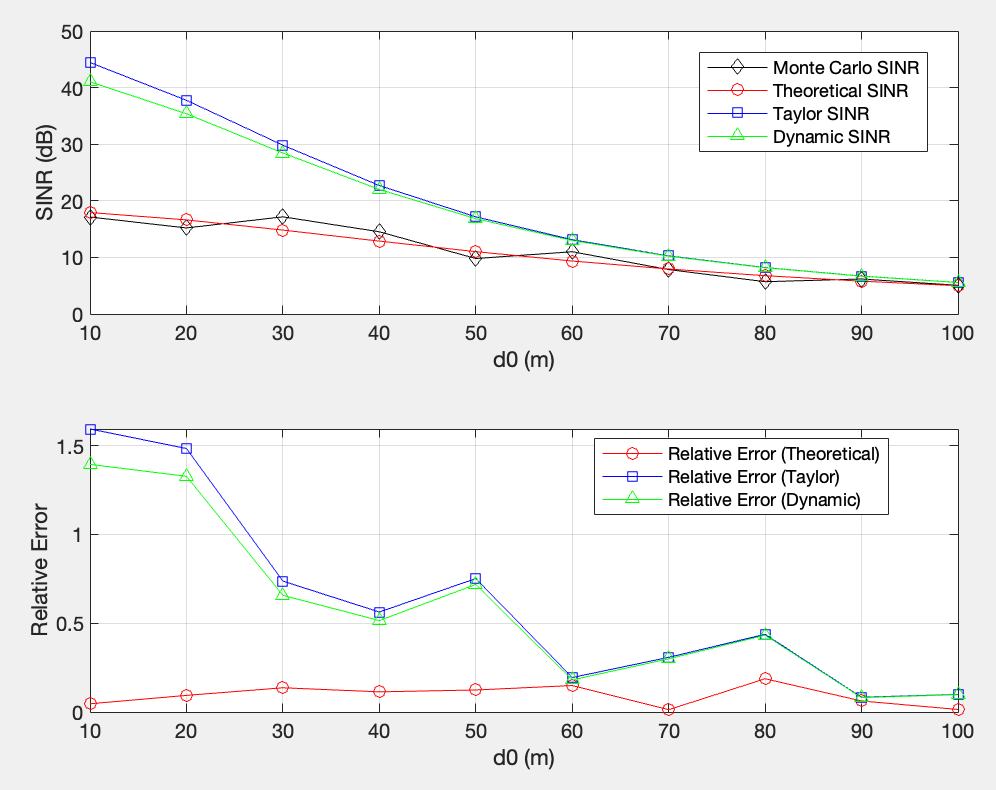 50
40
30
20
10
0
SINR (dB)
Monte Carlo SINR
Theoretical SINR
Taylor SINR
Dynamic SINR
10 20 30 40 50 60 70 80 90 100
d0 (m)
1.5
1
0.5
0
Relative Error
Relative Error (Theoretical)
Relative Error (Taylor)
Relative Error (Dynamic)
10 20 30 40 50 60 70 80 90 100
d0 (m)